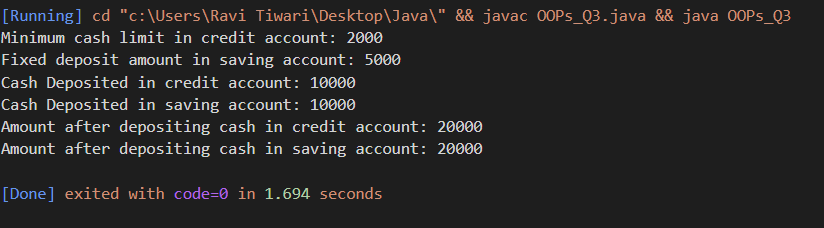 [Running] cd "c:\Users\Ravi Tiwari\Desktop\Java\" && javac OOPs_Q3.java && java OOPs_Q3
Minimum cash limit in credit account: 2000
Fixed deposit amount in saving account: 5000
Cash Deposited in credit account: 10000
Cash Deposited in saving account: 10000
Amount after depositing cash in credit account: 20000
Amount after depositing cash in saving account: 20000
[Done] exited with code=0 in 1.694 seconds